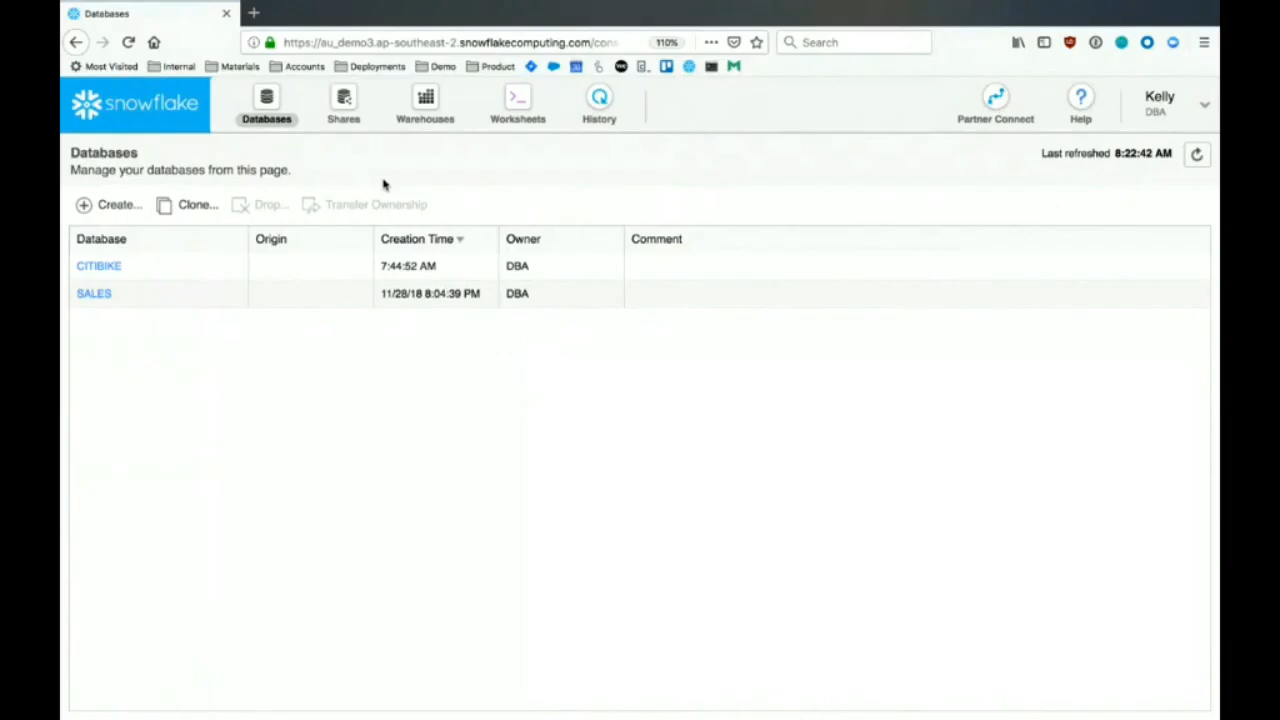 Databases
https://au_demo3.ap-southeast-2.snowflakecomputing.com/cons
110%
Search
Most Visited
Internal
Materials
Accounts
Deployments
Demo
Product
snowflake
Databases
Shares
Warehouses
Worksheets
History
Partner Connect
Help
Kelly
DBA
Databases
Last refreshed 8:22:42 AM
Manage your databases from this page.
Create...
Clone...
Drop...
Transfer Ownership
Database Origin Creation Time Owner Comment
CITIBIKE 7:44:52 AM DBA
SALES 11/28/18 8:04:39 PM DBA